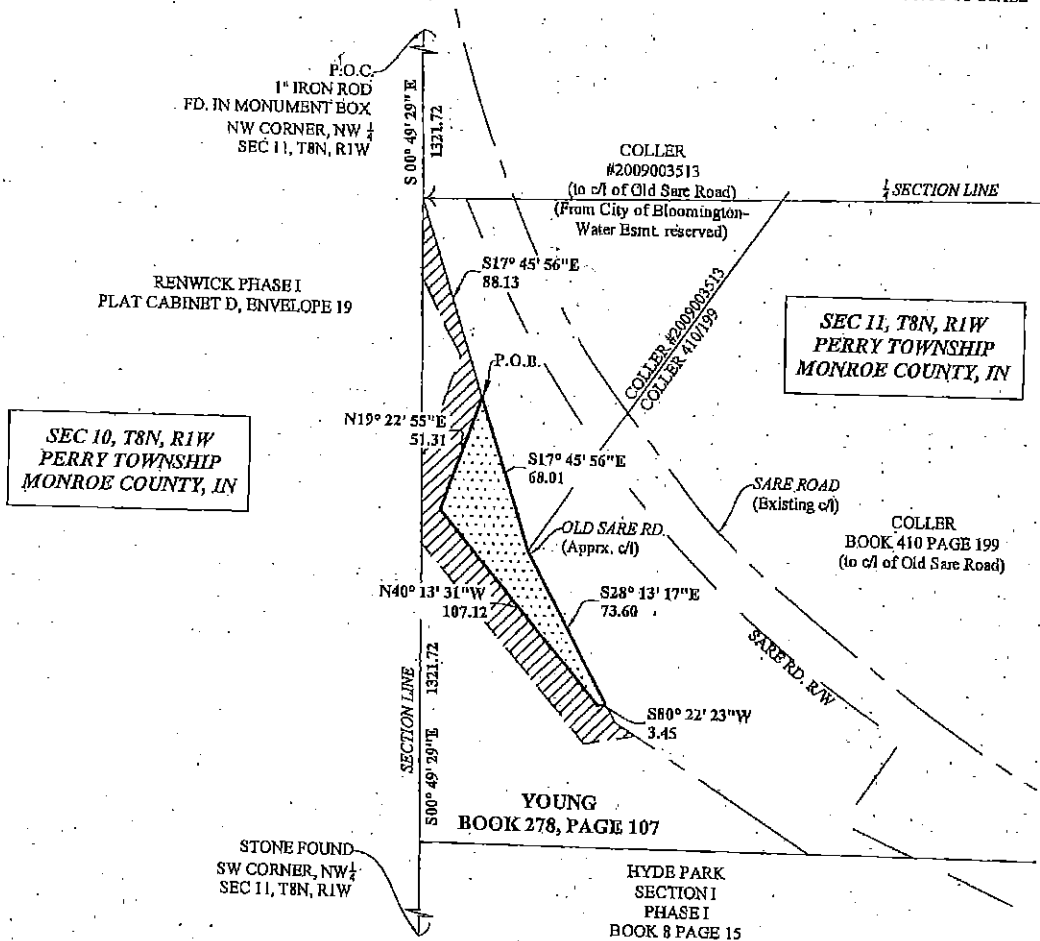 P.O.C.
1" IRON ROD
FD. IN MONUMENT BOX
NW CORNER, NW 1/4
SEC 11, T8N, R1W
S 00° 49' 29" E
1321.72
COLLER
#2009003513
(to c/l of Old Sare Road)
(From City of Bloomington-
Water Esmt. reserved)
1/4 SECTION LINE
RENWICK PHASE I
PLAT CABINET D, ENVELOPE 19
S17° 45' 56"E
88.13
COLLER #2009003513
COLLER 410/199
SEC 11, T8N, R1W
PERRY TOWNSHIP
MONROE COUNTY, IN
P.O.B.
N19° 22' 55"E
51.31
SEC 10, T8N, R1W
PERRY TOWNSHIP
MONROE COUNTY, IN
S17° 45' 56"E
68.01
SARE ROAD
(Existing c/l)
OLD SARE RD.
(Apprx. c/l)
COLLER
BOOK 410 PAGE 199
(to c/l of Old Sare Road)
N40° 13' 31"W
107.12
S28° 13' 17"E
73.60
SARE RD. R/W
SECTION LINE
S00° 49' 29"E 1321.72
S80° 22' 23"W
3.45
YOUNG
BOOK 278, PAGE 107
STONE FOUND
SW CORNER, NW 1/4
SEC 11, T8N, R1W
HYDE PARK
SECTION I
PHASE I
BOOK 8 PAGE 15